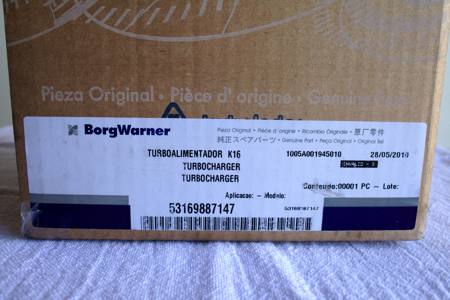 Pieza Original • Pièce d' origine • Genuine Part
BorgWarner
Pieza Original • Pièce d'origine • Ricambio Originale • 原厂零件
純正スペアパーツ • Genuine Part • Peça Original • Original teil
TURBOALIMENTADOR K16 1005A001945010 28/05/2010
TURBOCHARGER
TURBOCHARGER
Conteudo:00001 PC - Lote:
Aplicacao: - Modelo:
53169887147 53169887147